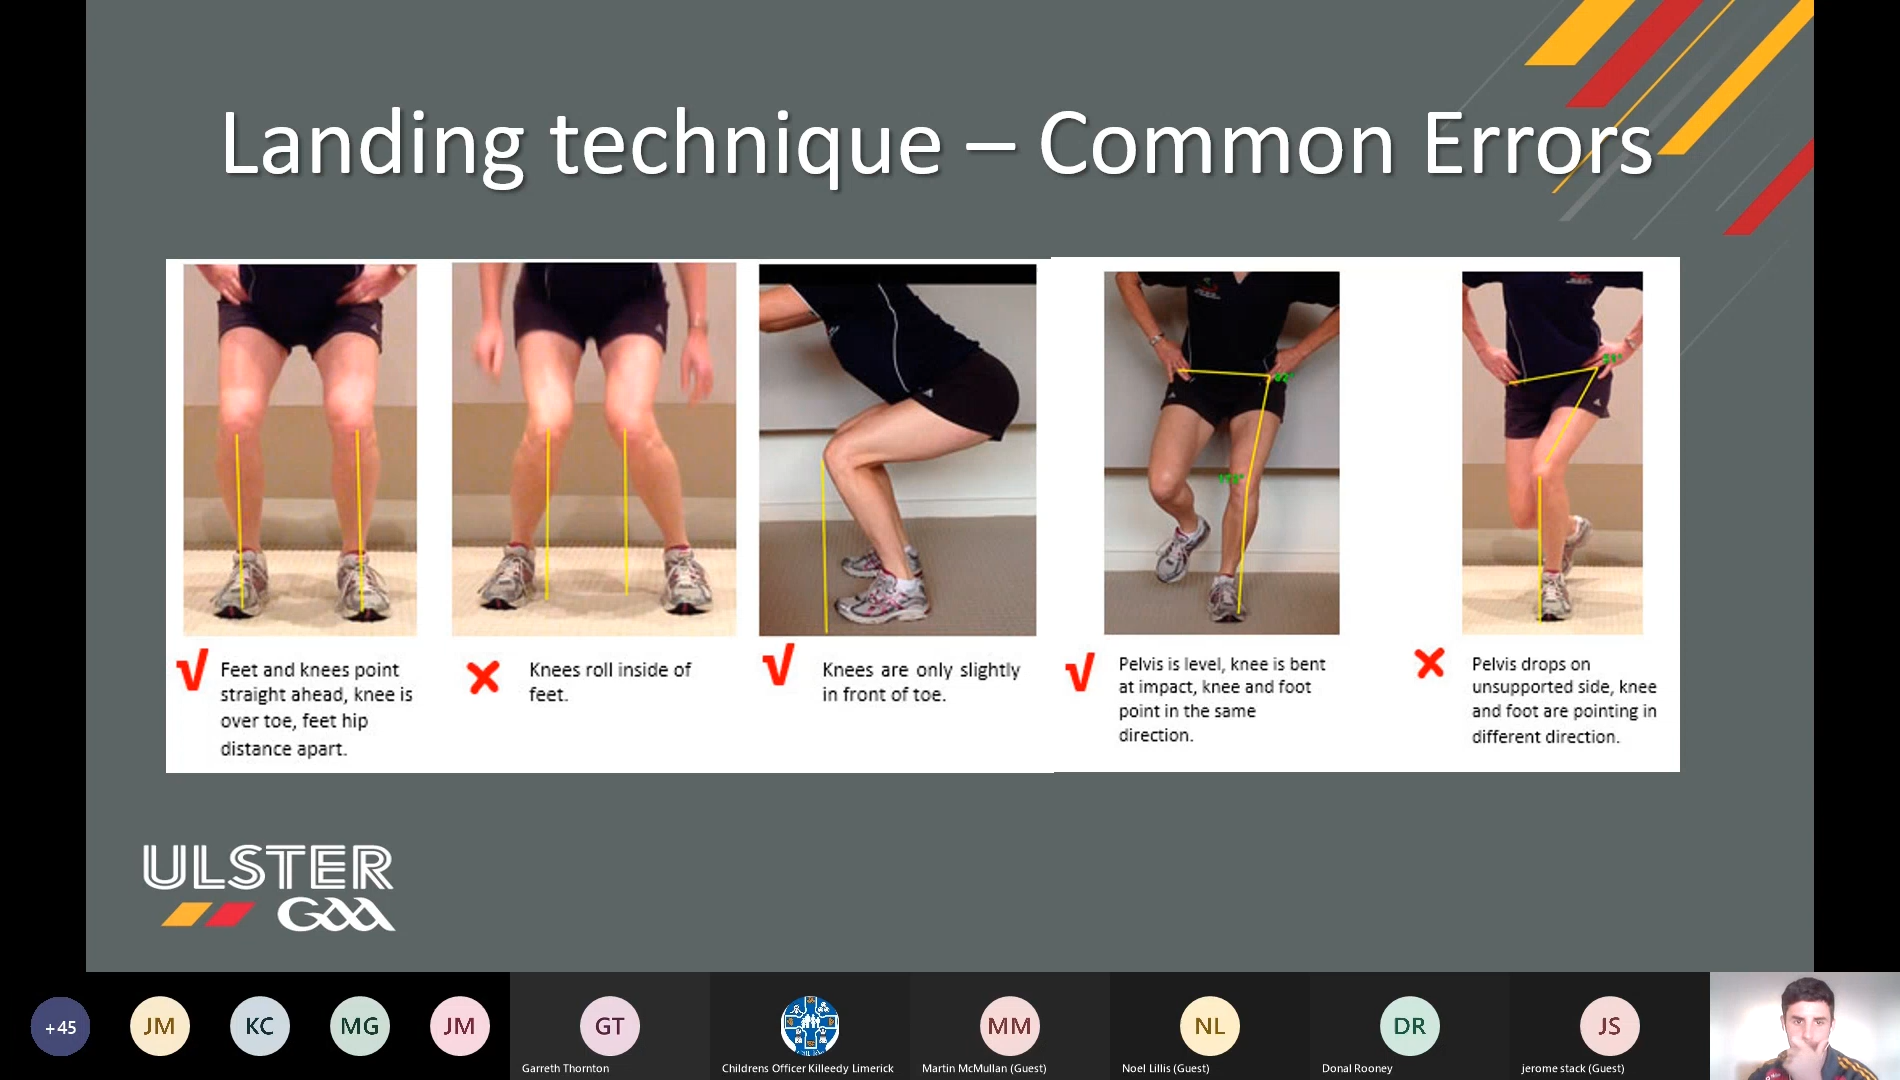 Landing technique – Common Errors
√ Feet and knees point
straight ahead, knee is
over toe, feet hip
distance apart.
Knees roll inside of
feet.
√ Knees are only slightly
in front of toe.
√ Pelvis is level, knee is bent
at impact, knee and foot
point in the same
direction.
Pelvis drops on
unsupported side, knee
and foot are pointing in
different direction.
ULSTER
GAA
+45
JM
KC
MG
JM
GT
MM
NL
DR
JS
Garreth Thornton
Childrens Officer Killeedy Limerick
Martin McMullan (Guest)
Noel Lillis (Guest)
Donal Rooney
jerome stack (Guest)